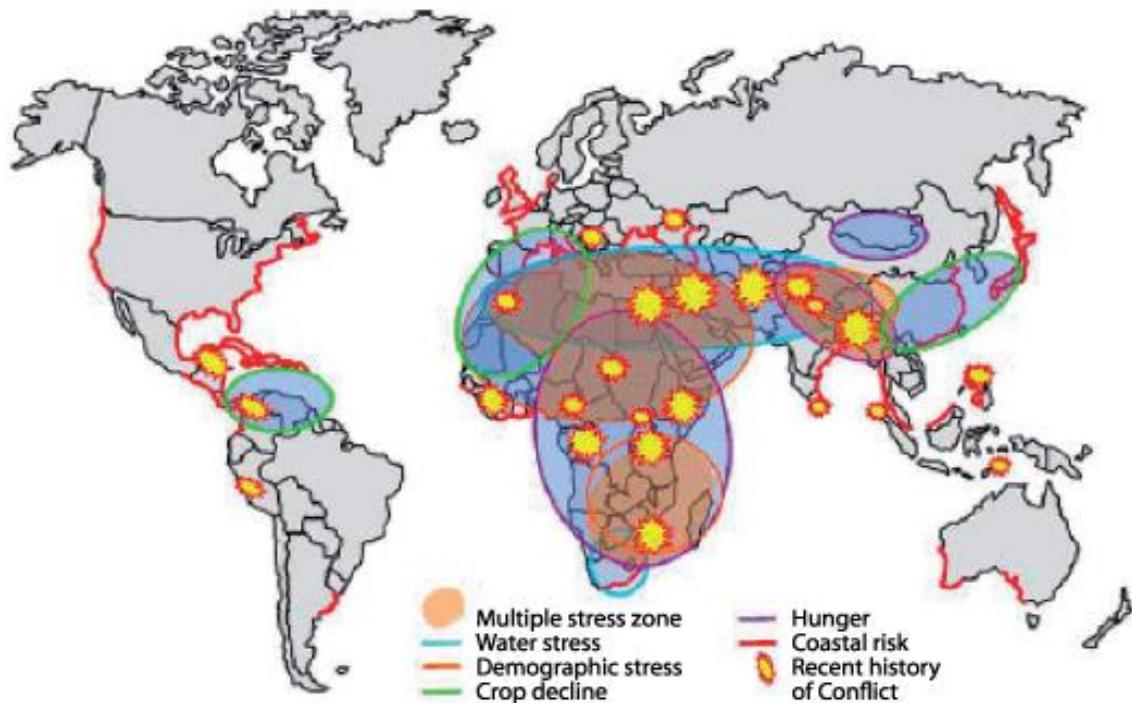 Multiple stress zone
Water stress
Demographic stress
Crop decline
Hunger
Coastal risk
Recent history
of Conflict